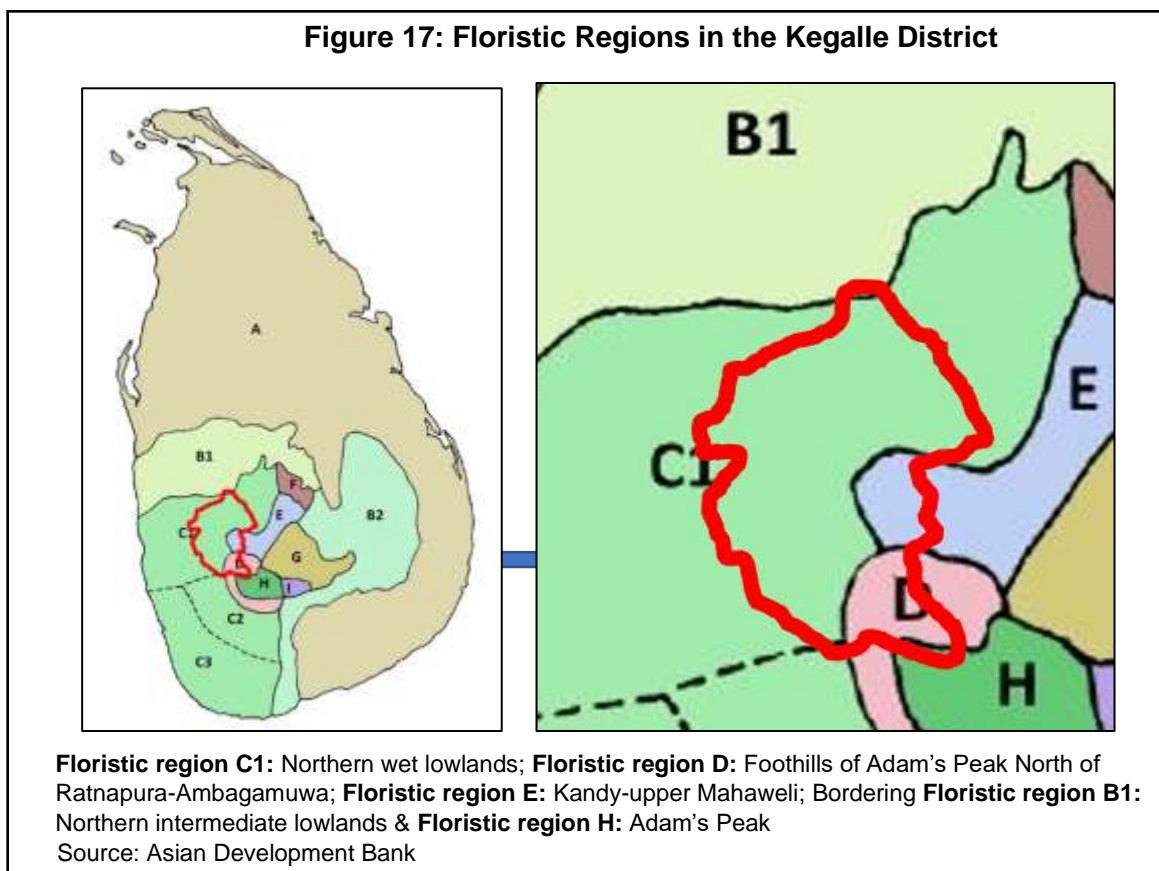 Figure 17: Floristic Regions in the Kegalle District
A
B1
F
E
B2
G
H
I
C2
C3
B1
E
C1
D
H
Floristic region C1: Northern wet lowlands; Floristic region D: Foothills of Adam’s Peak North of
Ratnapura-Ambagamuwa; Floristic region E: Kandy-upper Mahaweli; Bordering Floristic region B1:
Northern intermediate lowlands & Floristic region H: Adam’s Peak
Source: Asian Development Bank